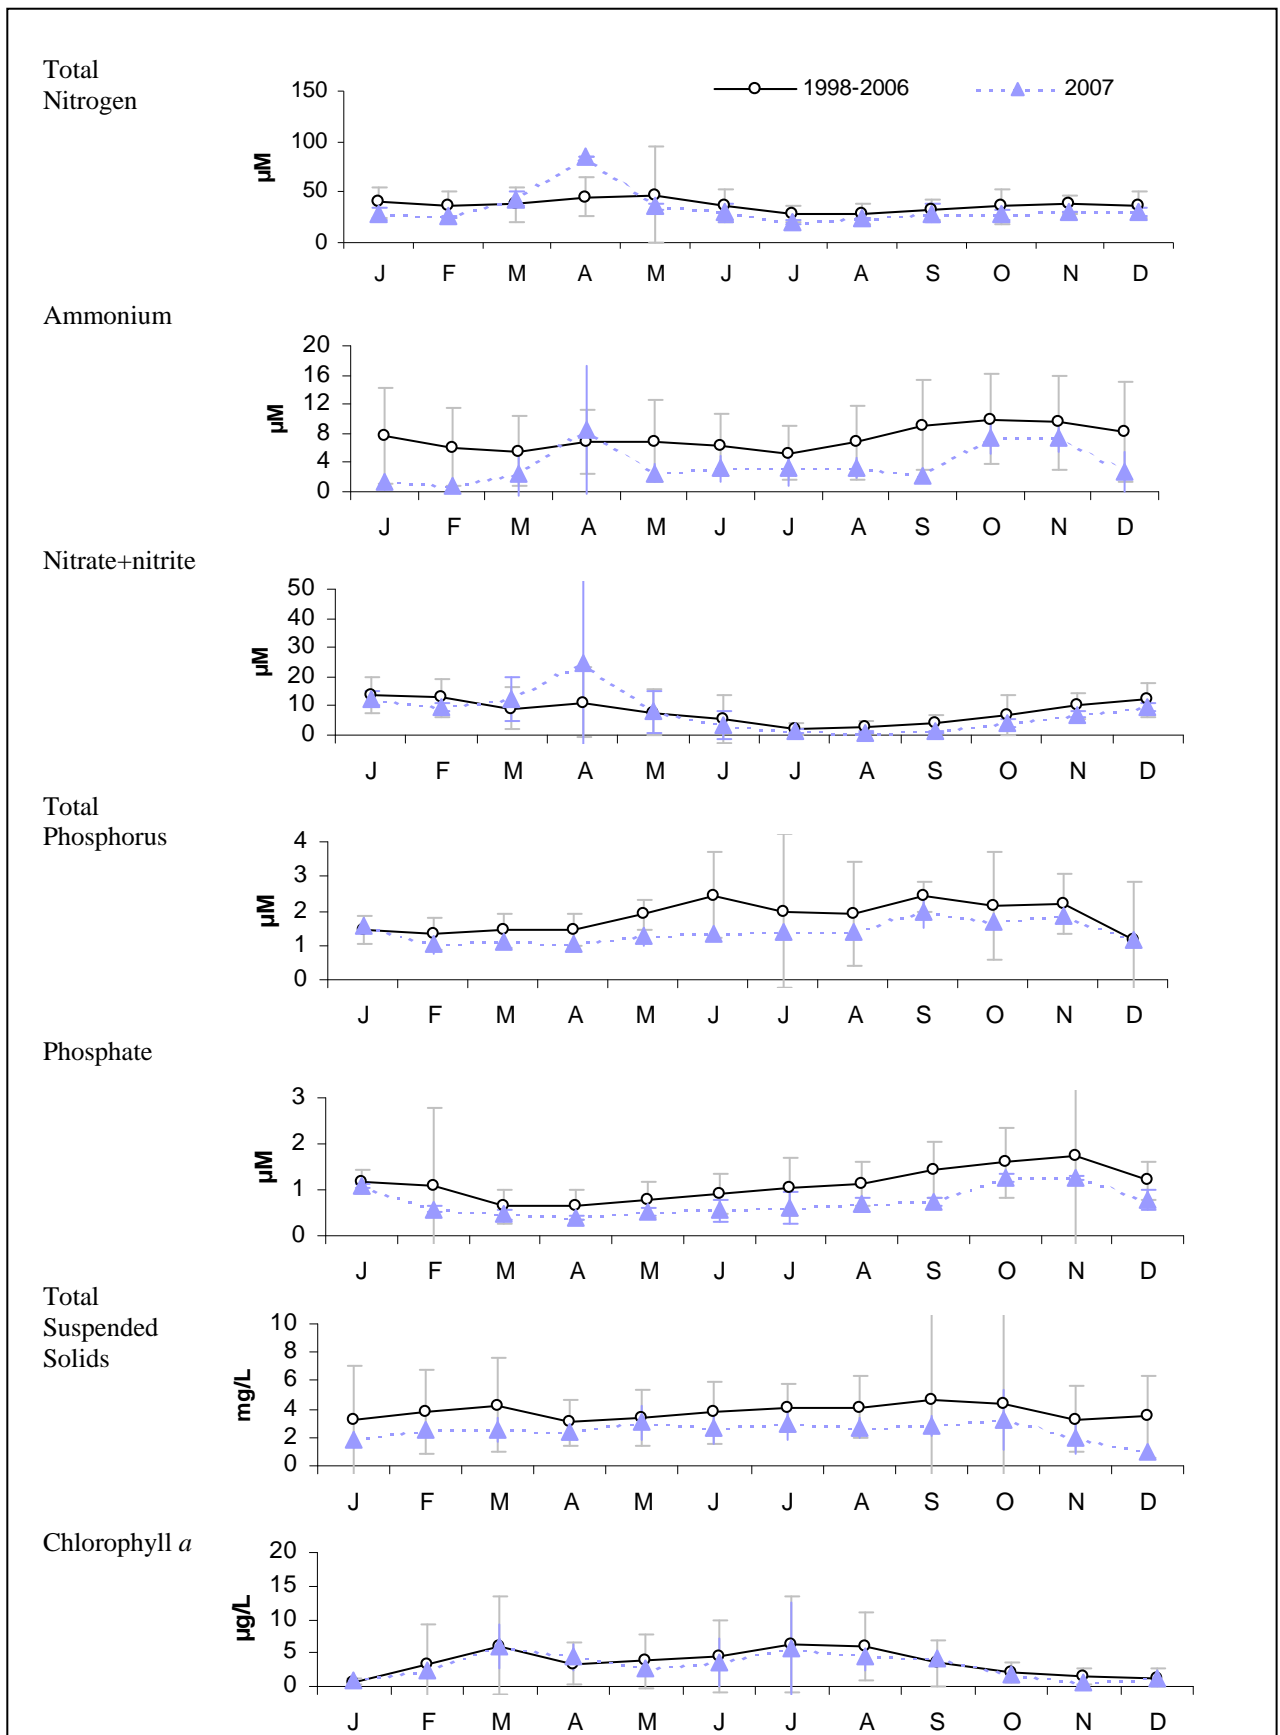 Total
Nitrogen
1998-2006
2007
150
100
50
0
µM
J F M A M J J A S O N D
Ammonium
20
16
12
8
4
0
µM
J F M A M J J A S O N D
Nitrate+nitrite
50
40
30
20
10
0
µM
J F M A M J J A S O N D
Total
Phosphorus
4
3
2
1
0
µM
J F M A M J J A S O N D
Phosphate
3
2
1
0
µM
J F M A M J J A S O N D
Total
Suspended
Solids
10
8
6
4
2
0
mg/L
J F M A M J J A S O N D
Chlorophyll a
20
15
10
5
0
µg/L
J F M A M J J A S O N D